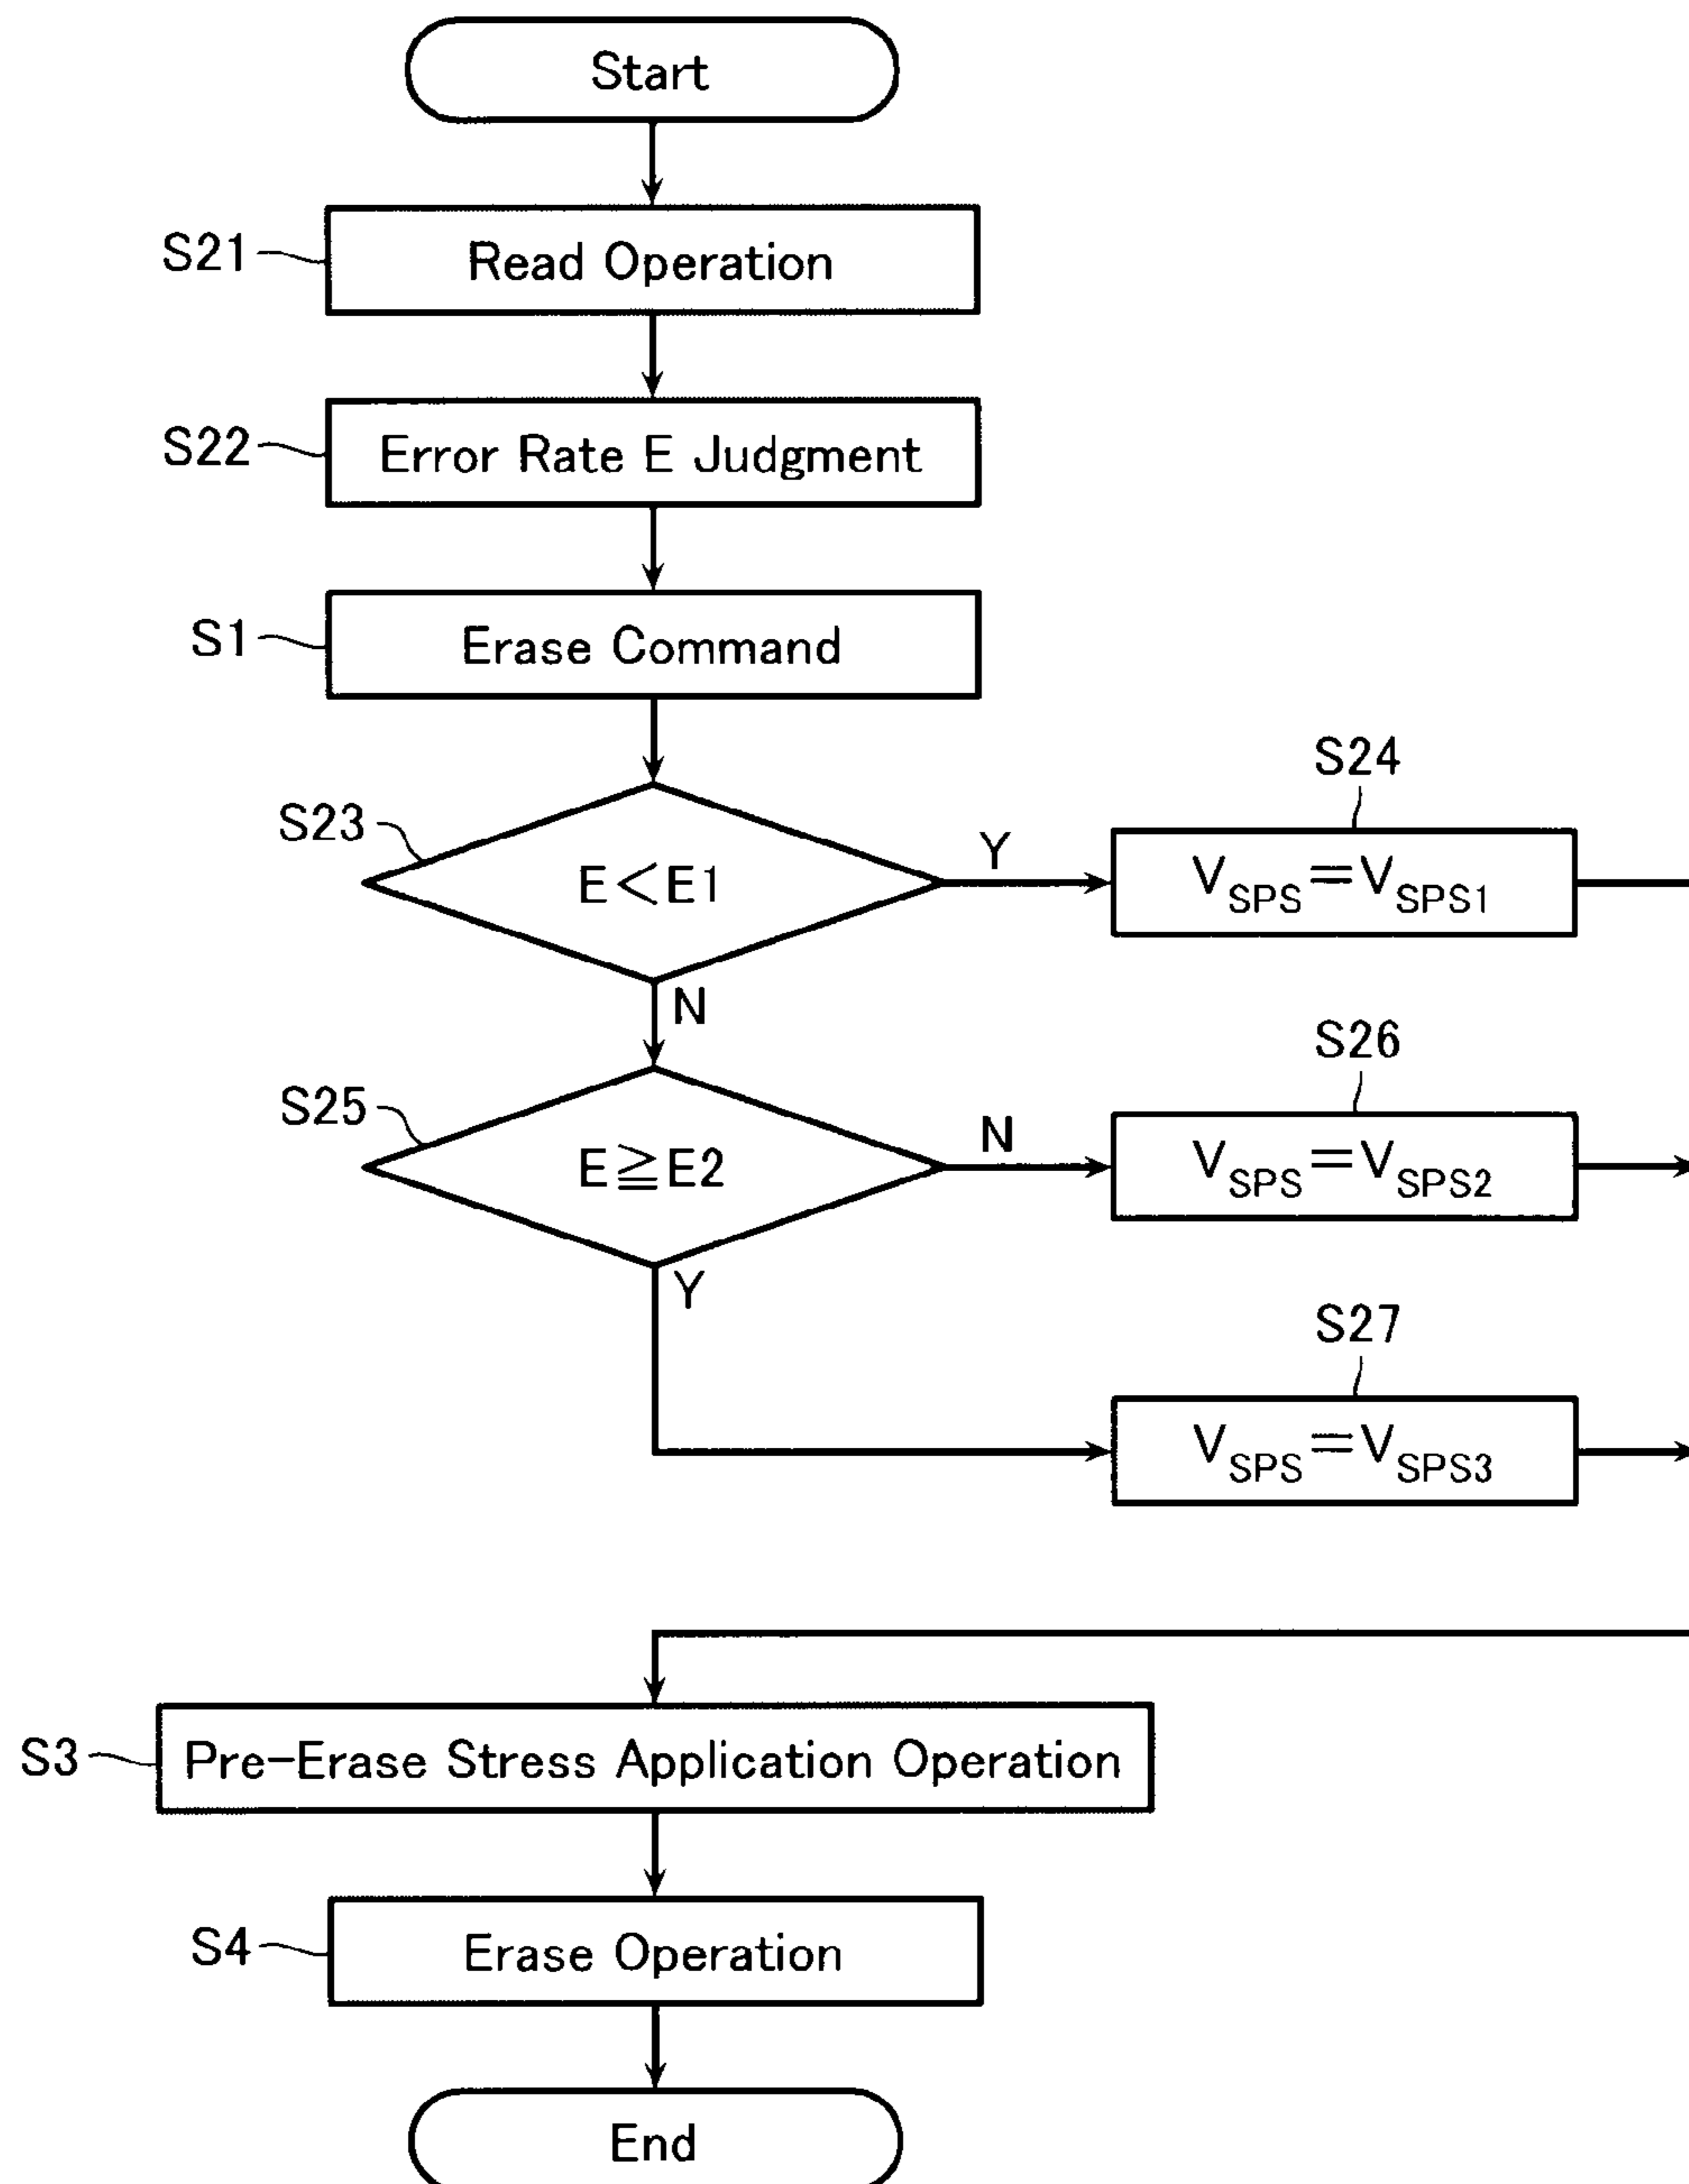 Start
S21
Read Operation
S22
Error Rate E Judgment
S1
Erase Command
S23
E<E1
Y
S24
V_SPS=V_SPS1
N
S25
E≧E2
N
S26
V_SPS=V_SPS2
Y
S27
V_SPS=V_SPS3
S3
Pre-Erase Stress Application Operation
S4
Erase Operation
End